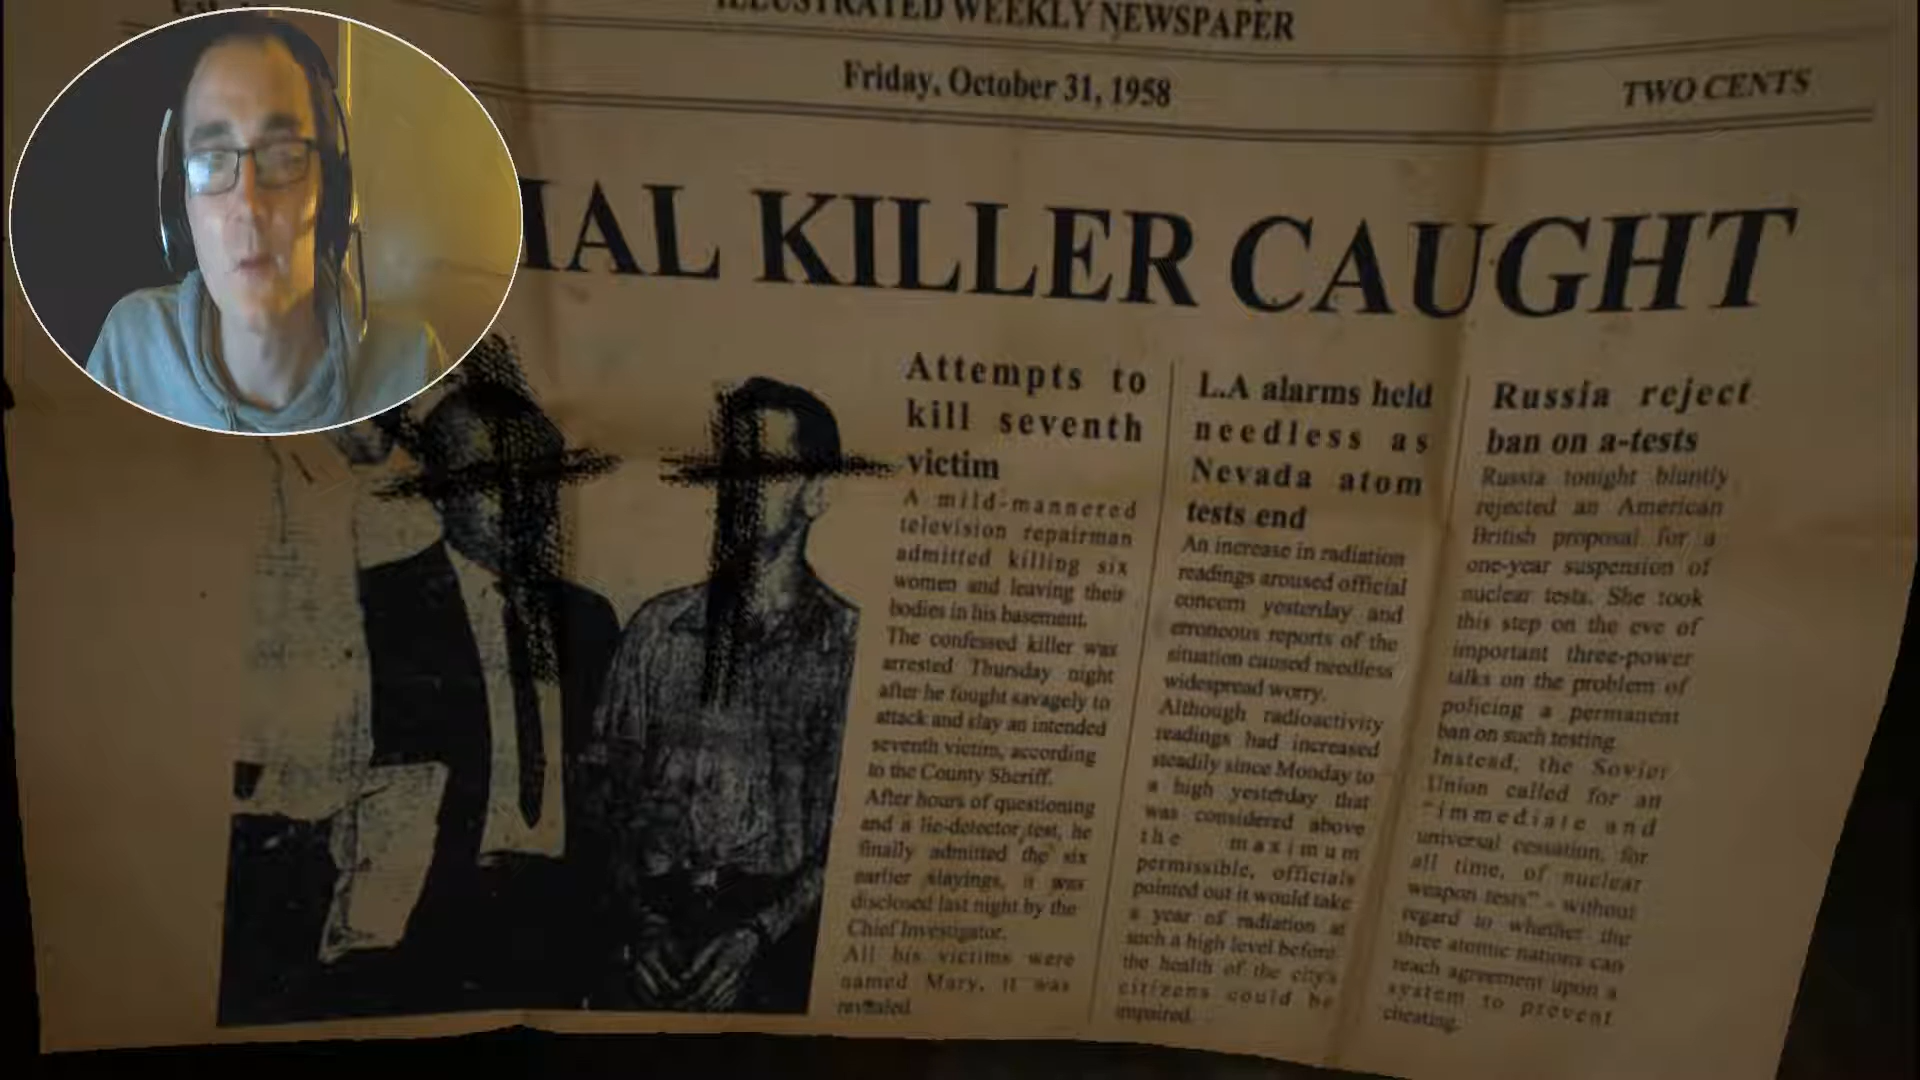 ILLUSTRATED WEEKLY NEWSPAPER
Friday, October 31, 1958
TWO CENTS
IAL KILLER CAUGHT
Attempts to
kill seventh
victim
A mild-mannered
television repairman
admitted killing six
women and leaving their
bodies in his basement.
The confessed killer was
arrested Thursday night
after he fought savagely to
attack and slay an intended
seventh victim, according
to the County Sheriff.
After hours of questioning
and a lie-detector test, he
finally admitted the six
earlier slayings, it was
disclosed last night by the
Chief Investigator.
All his victims were
named Mary, it was
revealed.
L.A alarms held
needless as
Nevada atom
tests end
An increase in radiation
readings aroused official
concern yesterday and
erroneous reports of the
situation caused needless
widespread worry.
Although radioactivity
readings had increased
steadily since Monday to
a high yesterday that
was considered above
the maximum
permissible, officials
pointed out it would take
a year of radiation at
such a high level before
the health of the city's
citizens could be
impaired.
Russia reject
ban on a-tests
Russia tonight bluntly
rejected an American
British proposal for a
one-year suspension of
nuclear tests. She took
this step on the eve of
important three-power
talks on the problem of
policing a permanent
ban on such testing.
Instead, the Soviet
Union called for an
"immediate and
universal cessation, for
all time, of nuclear
weapon tests" - without
regard to whether the
three atomic nations can
reach agreement upon a
system to prevent
cheating.